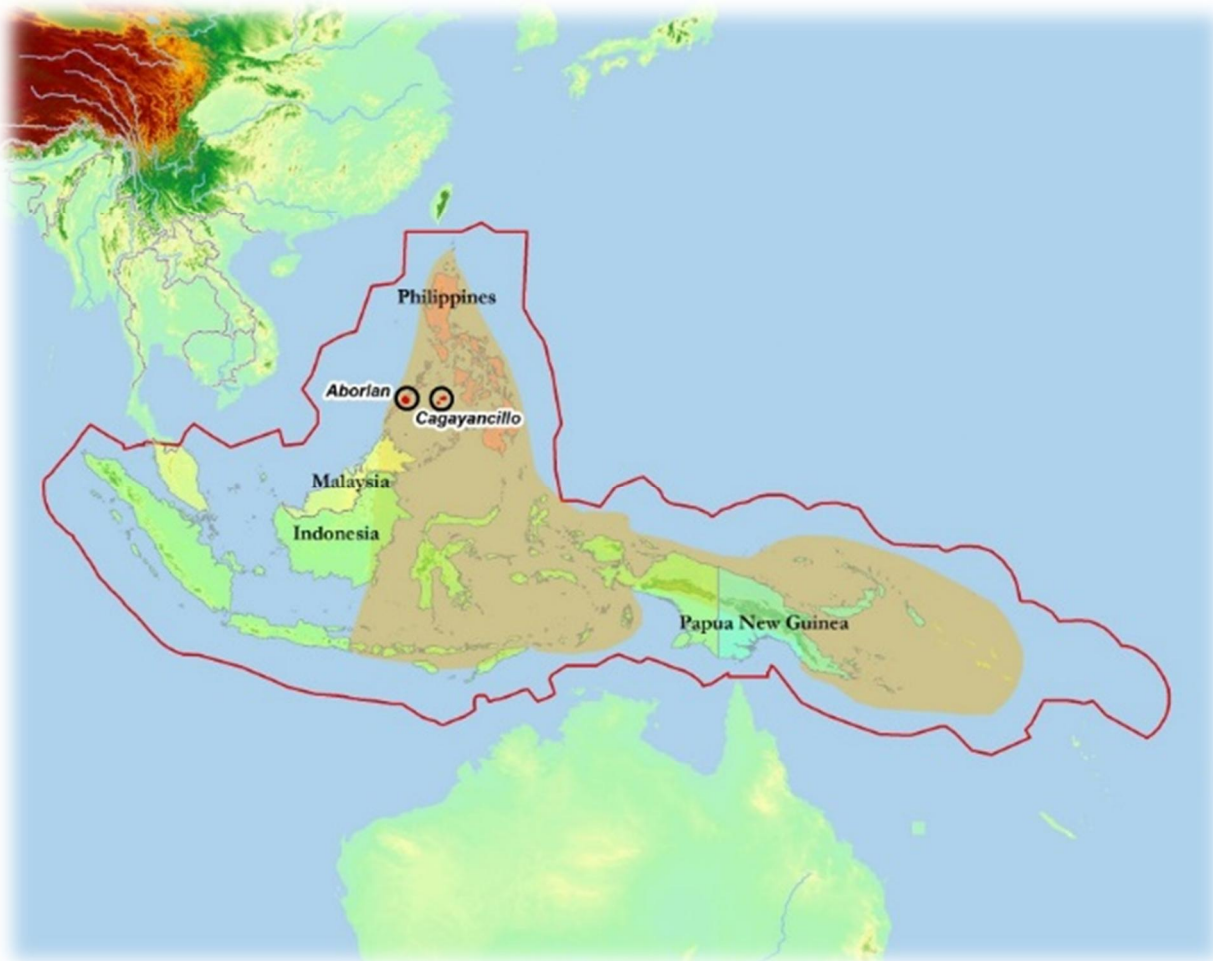 Philippines
Aborlan
Cagayancillo
Malaysia
Indonesia
Papua New Guinea